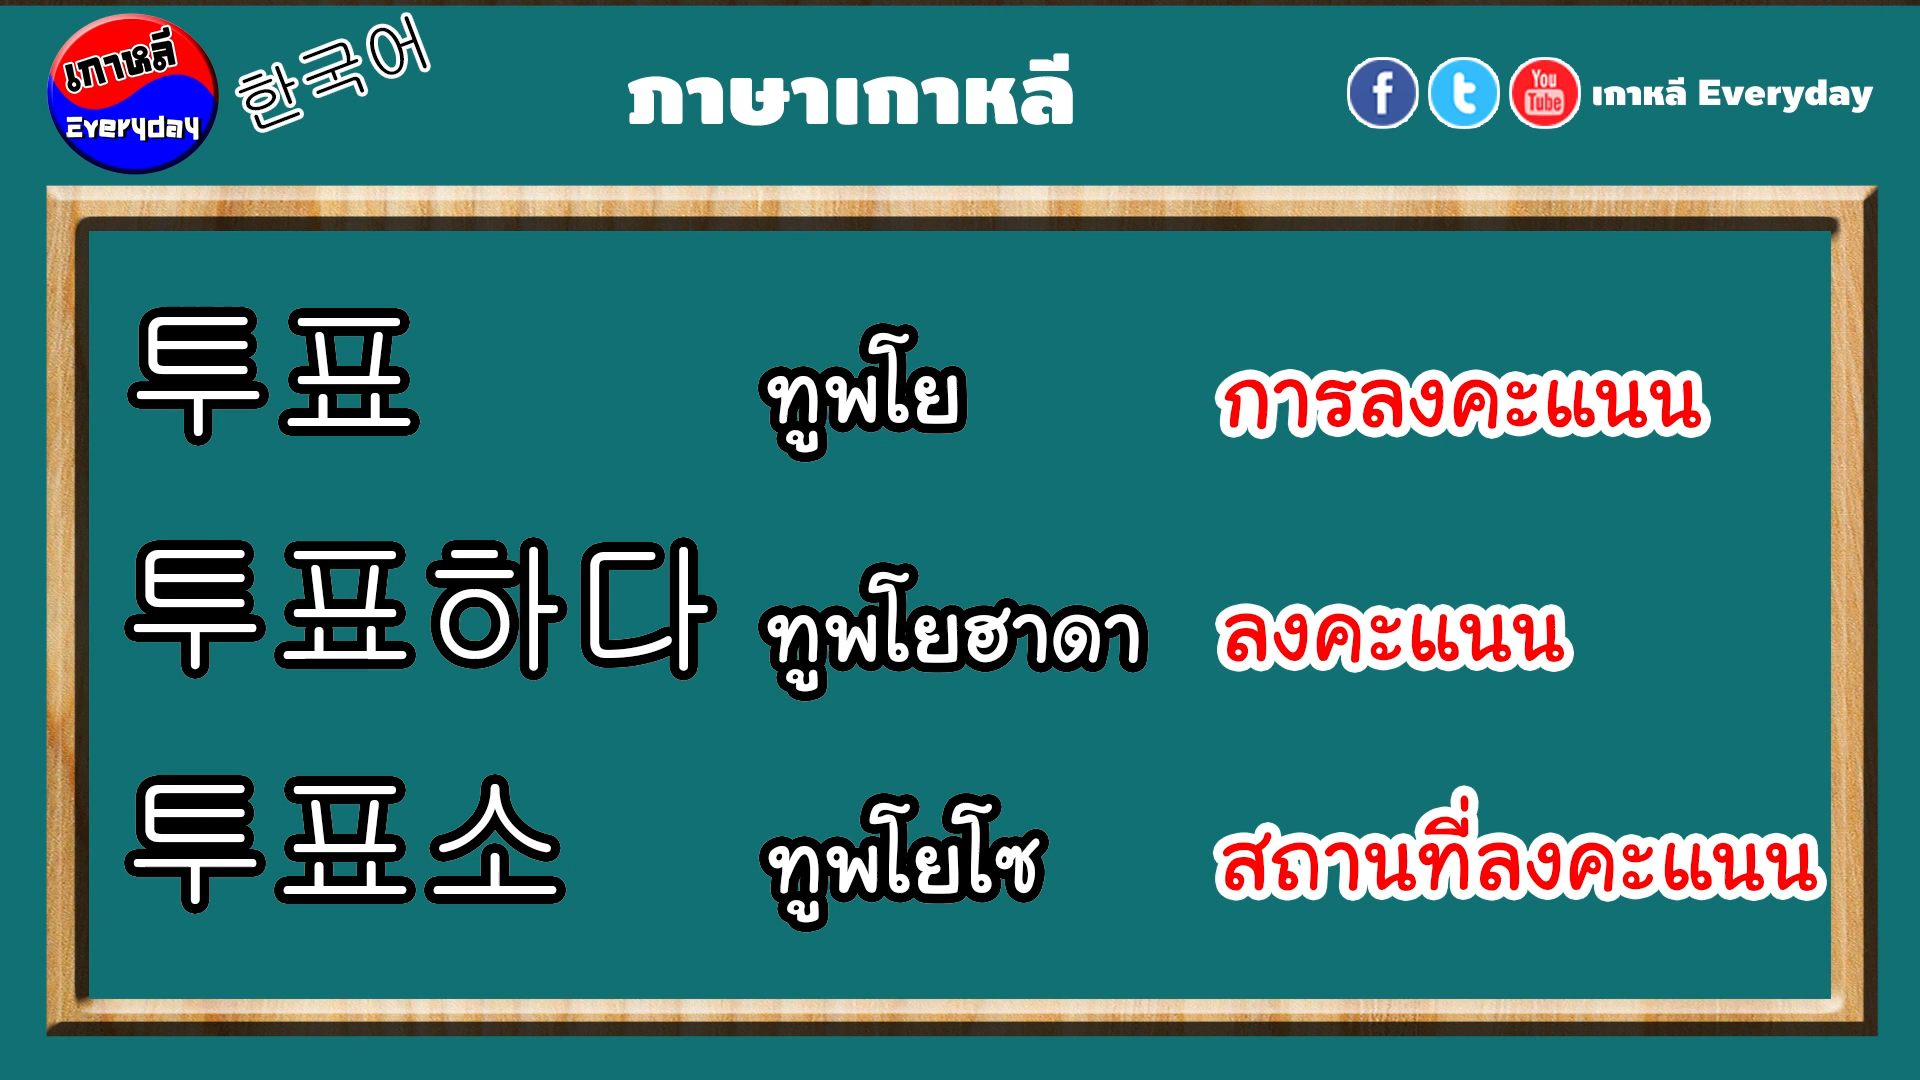 เกาหลี
Everyday
한국어
ภาษาเกาหลี
f t You Tube เกาหลี Everyday
투표 ทูพโย การลงคะแนน
투표하다 ทูพโยฮาดา ลงคะแนน
투표소 ทูพโยโซ สถานที่ลงคะแนน